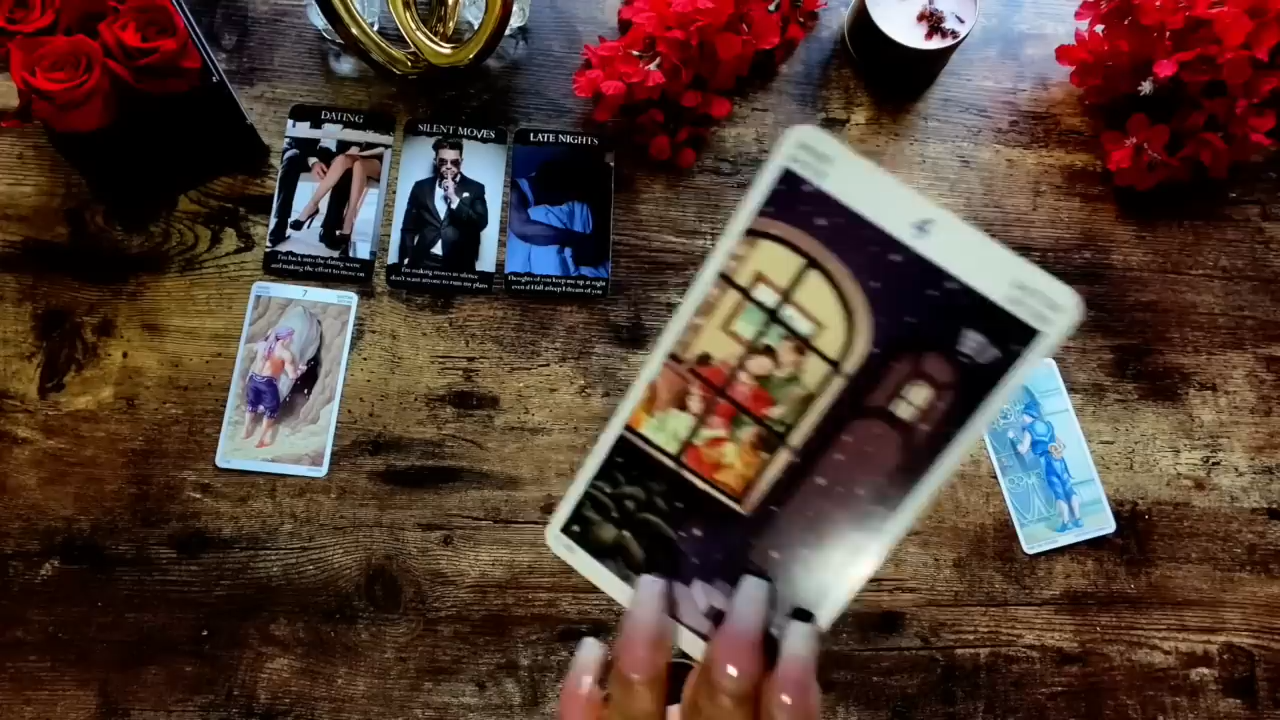 DATING
I'm back into the dating scene
and making the effort to move on
SILENT MOVES
I'm making moves in silence
don't want anyone to ruin my plans
LATE NIGHTS
Thoughts of you keep me up at night
even if I fall asleep I dream of you
7
4